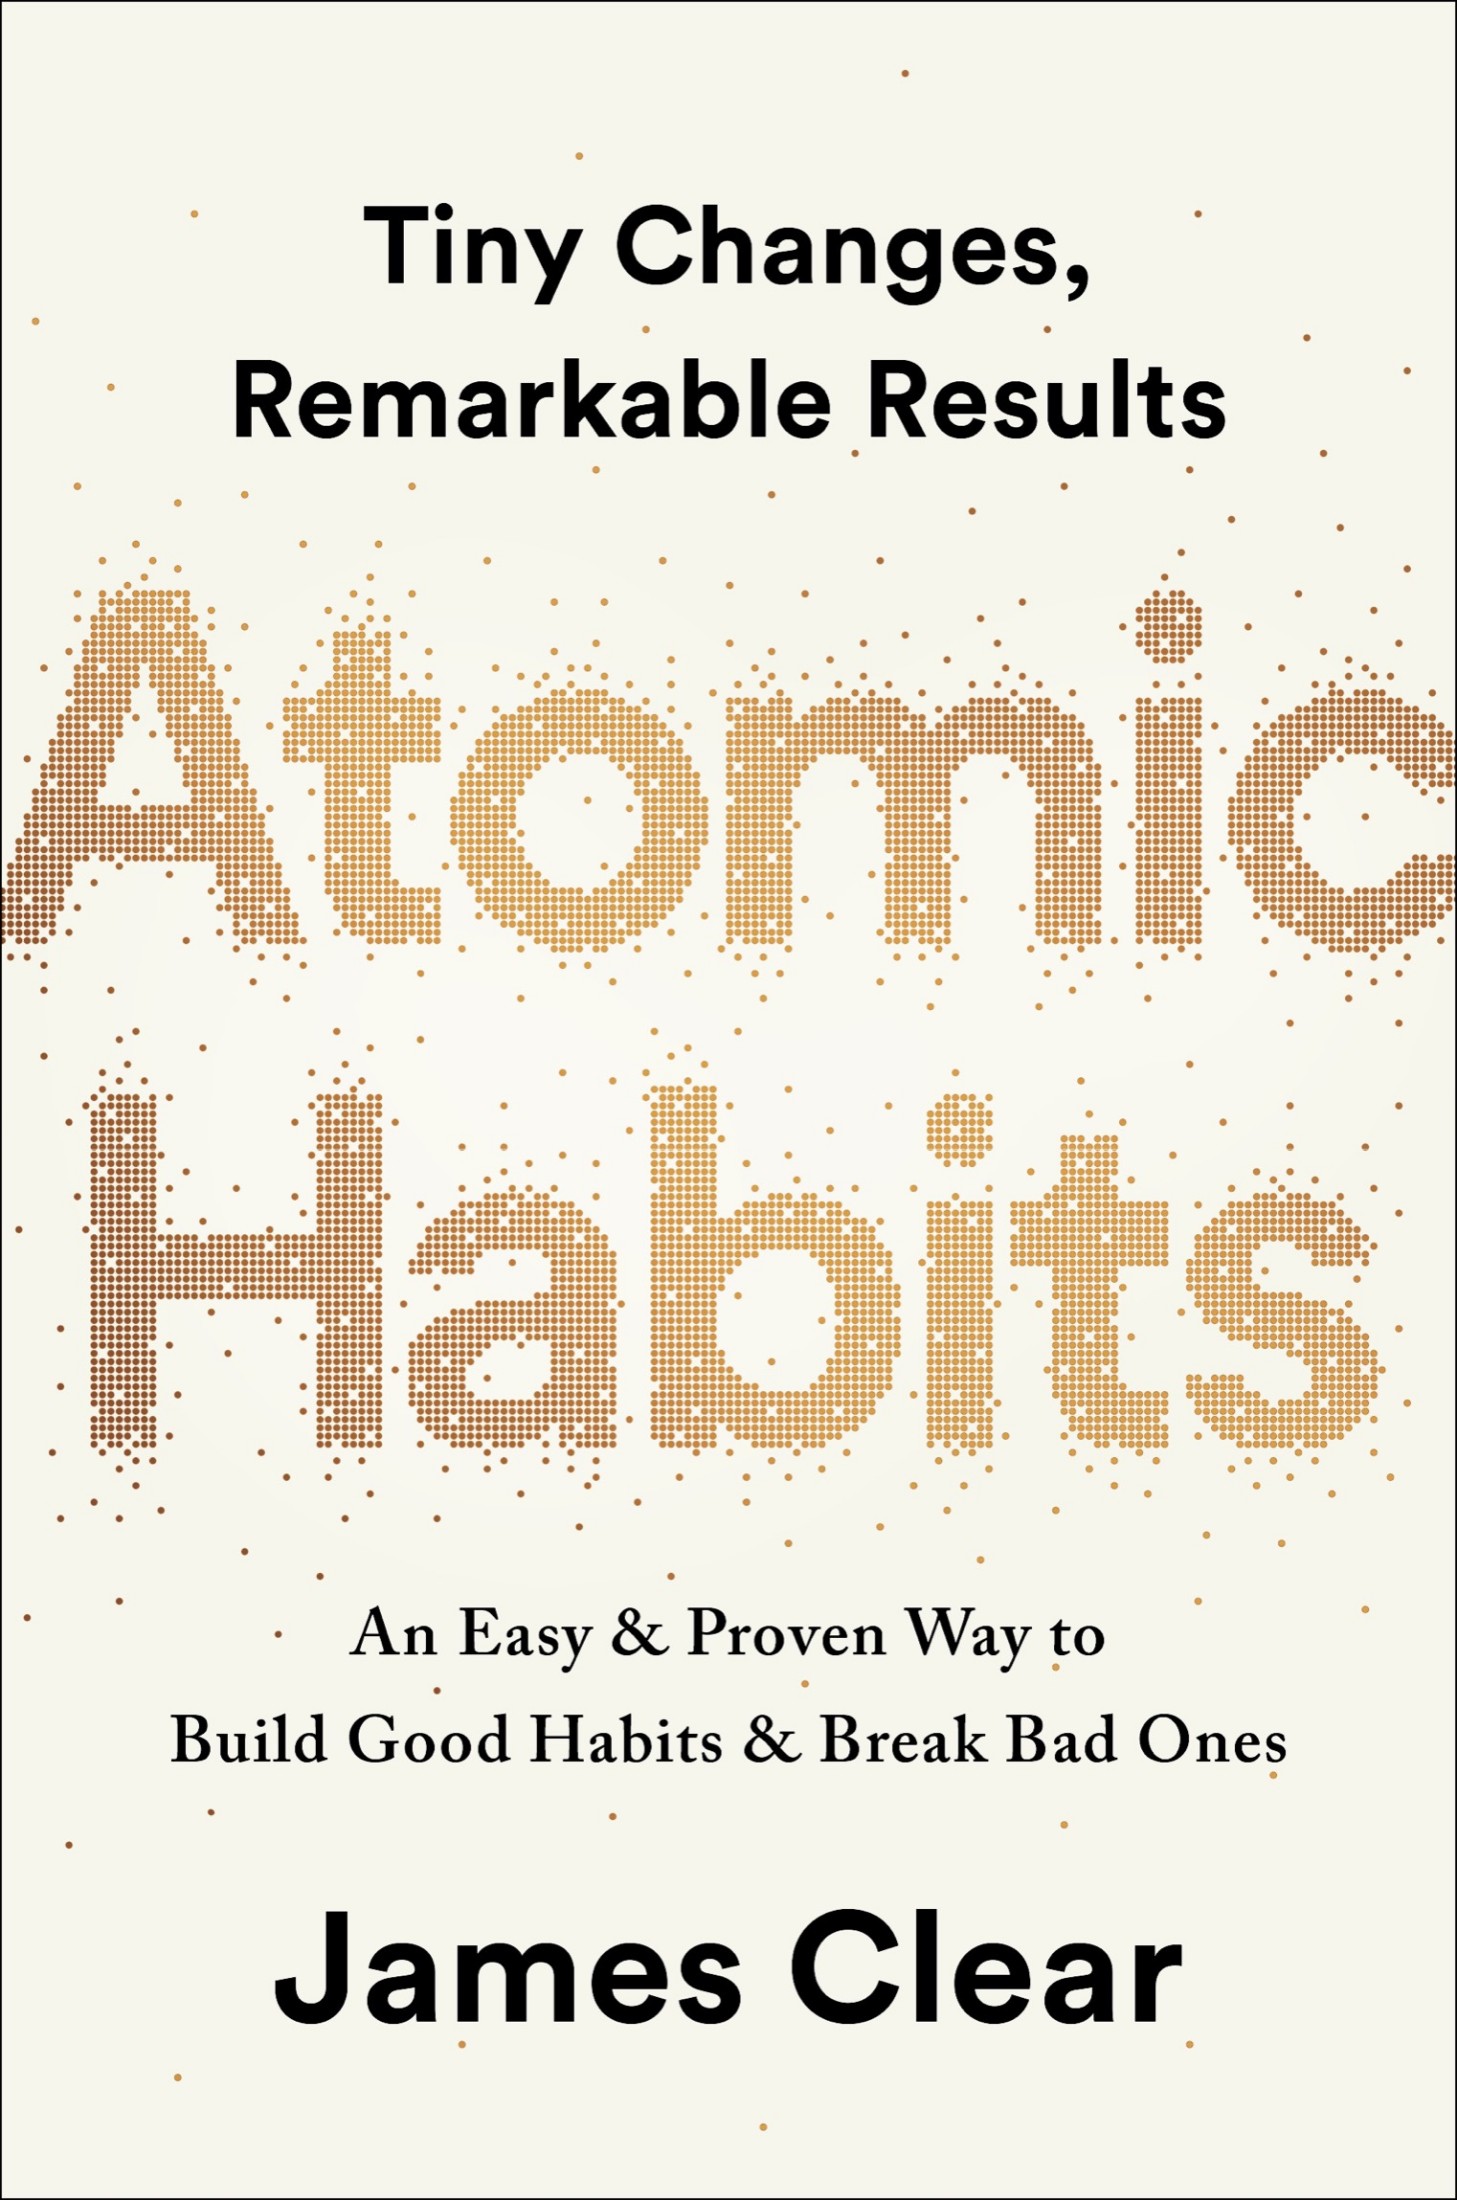 Tiny Changes,
Remarkable Results
Atomic
Habits
An Easy & Proven Way to
Build Good Habits & Break Bad Ones
James Clear